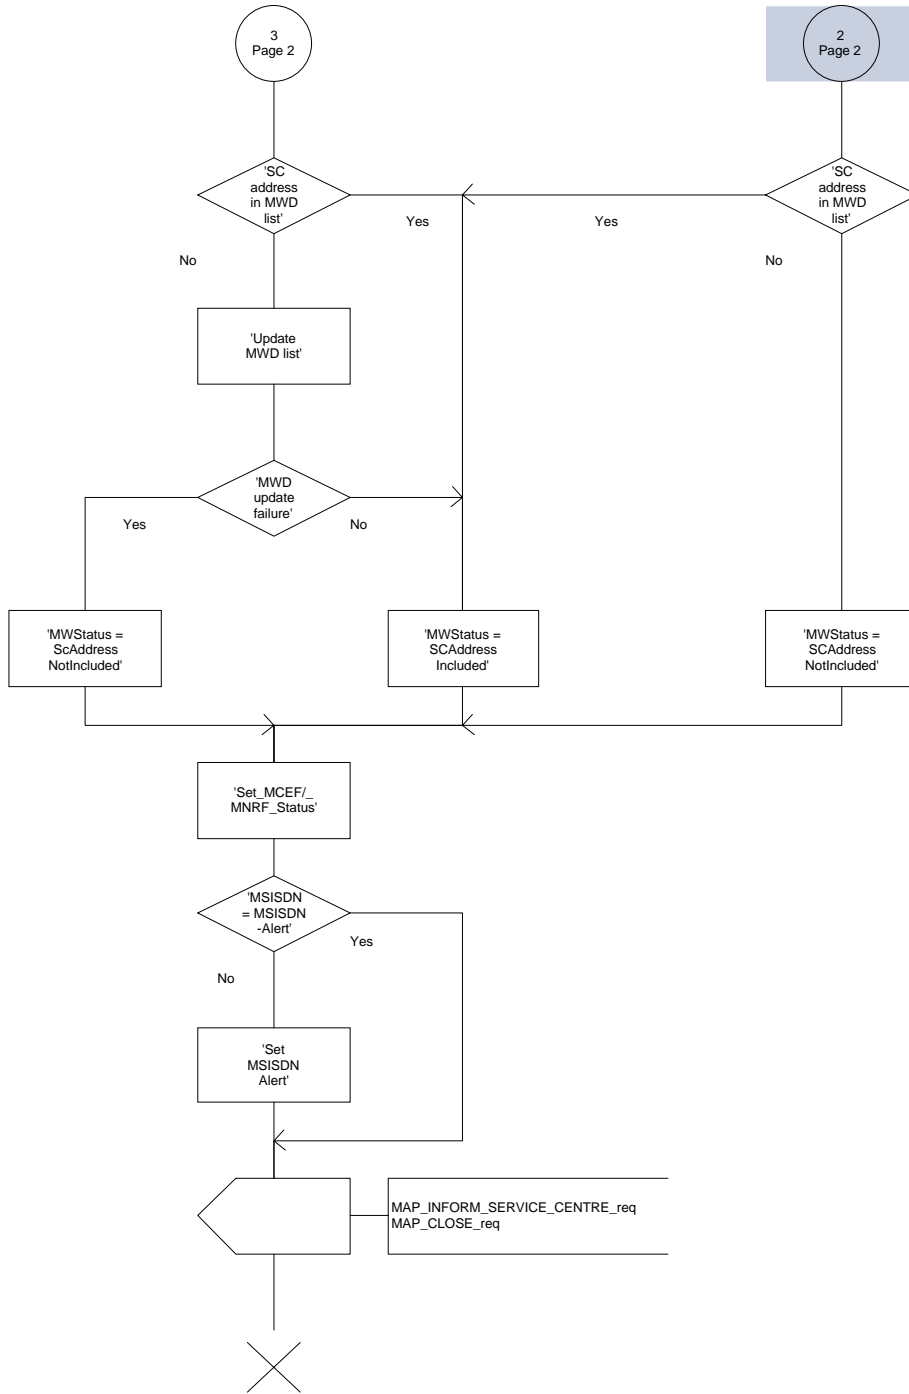 3
Page 2
2
Page 2
'SC
address
in MWD
list'
Yes
Yes
'SC
address
in MWD
list'
No
No
'Update
MWD list'
'MWD
update
failure'
Yes
No
'MWStatus =
ScAddress
NotIncluded'
'MWStatus =
SCAddress
Included'
'MWStatus =
SCAddress
NotIncluded'
'Set_MCEF/_
MNRF_Status'
'MSISDN
= MSISDN
-Alert'
Yes
No
'Set
MSISDN
Alert'
MAP_INFORM_SERVICE_CENTRE_req
MAP_CLOSE_req